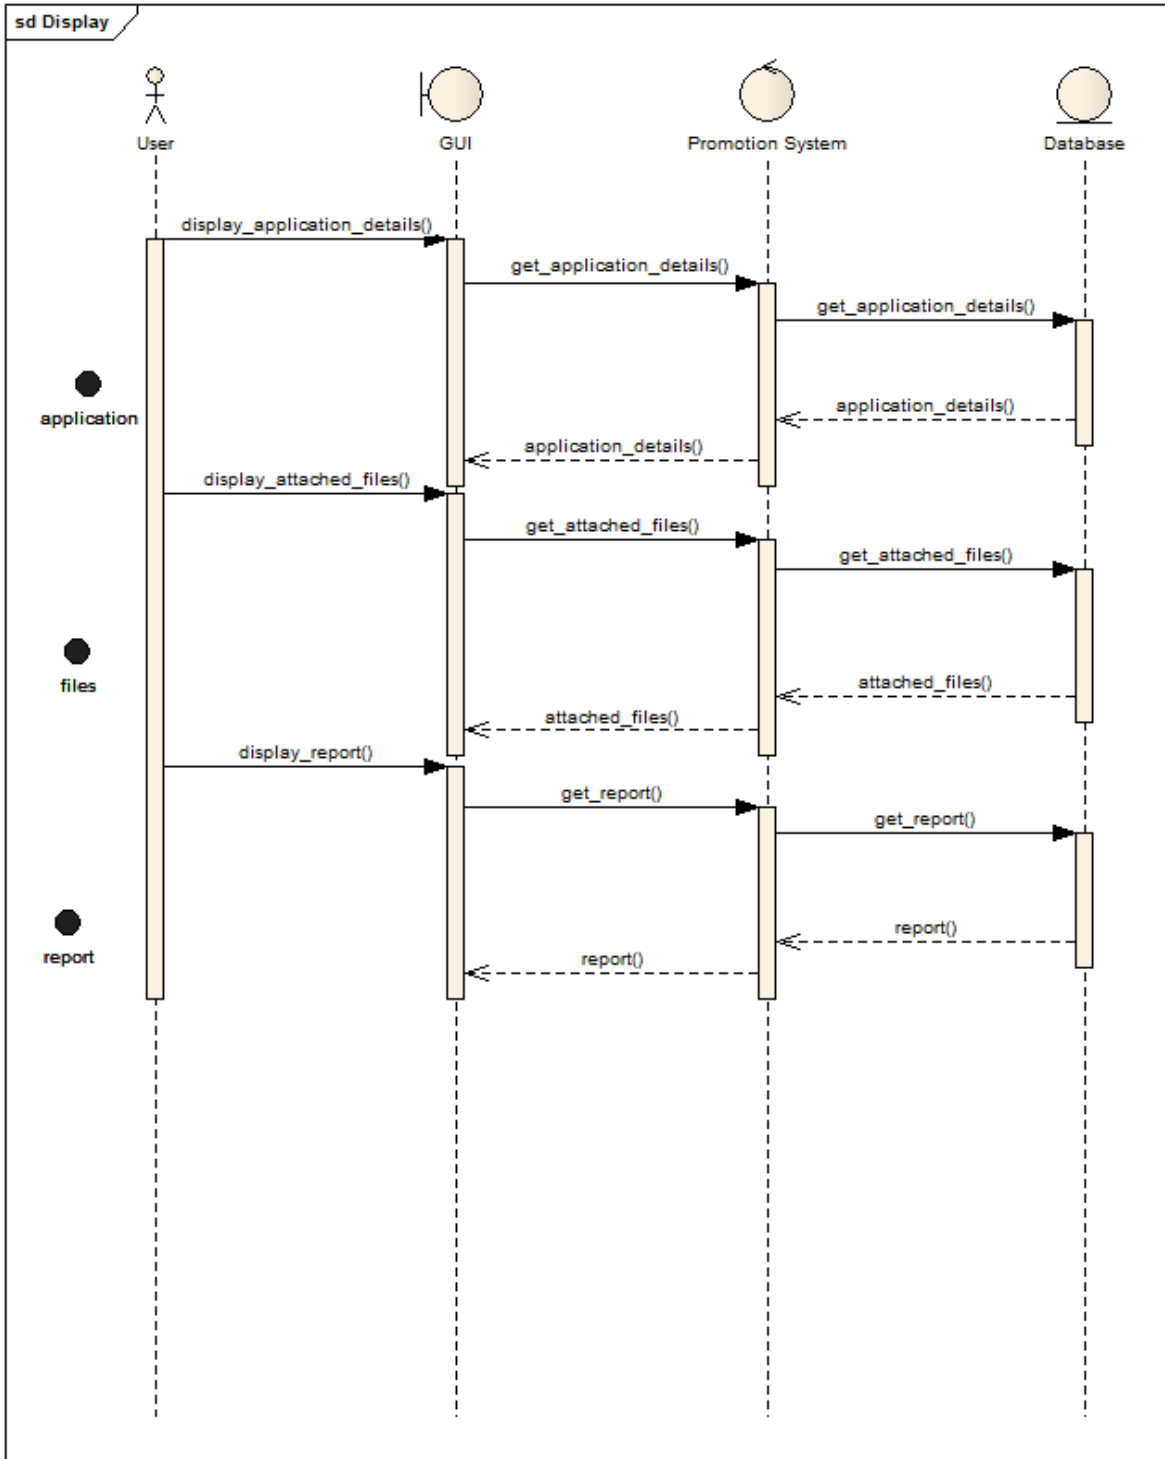 sd Display
User
GUI
Promotion System
Database
display_application_details()
get_application_details()
get_application_details()
application
application_details()
application_details()
display_attached_files()
get_attached_files()
get_attached_files()
files
attached_files()
attached_files()
display_report()
get_report()
get_report()
report
report()
report()